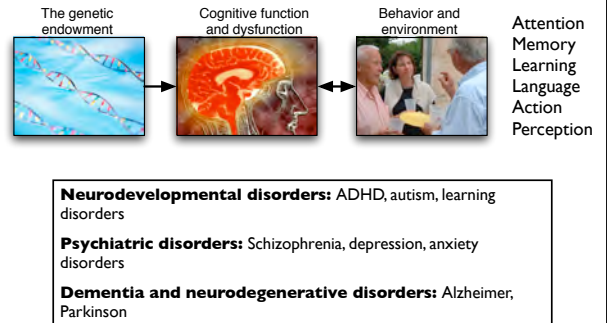 The genetic
endowment
Cognitive function
and dysfunction
Behavior and
environment
Attention
Memory
Learning
Language
Action
Perception
Neurodevelopmental disorders: ADHD, autism, learning
disorders
Psychiatric disorders: Schizophrenia, depression, anxiety
disorders
Dementia and neurodegenerative disorders: Alzheimer,
Parkinson